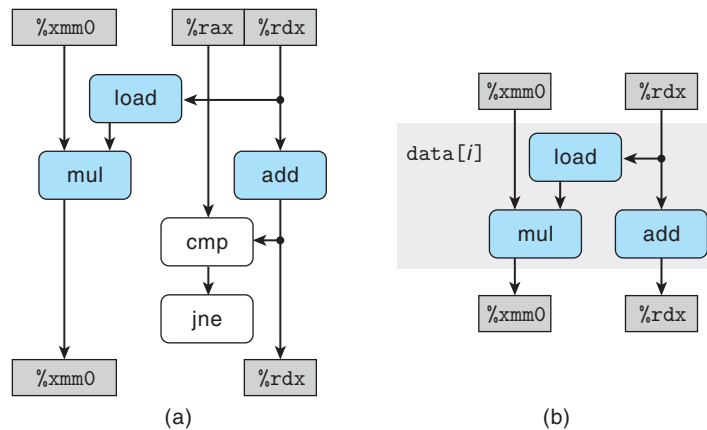 %xmm0 %rax %rdx
load
mul add
cmp
jne
%xmm0 %rdx
(a)
%xmm0 %rdx
data[i] load
mul add
%xmm0 %rdx
(b)